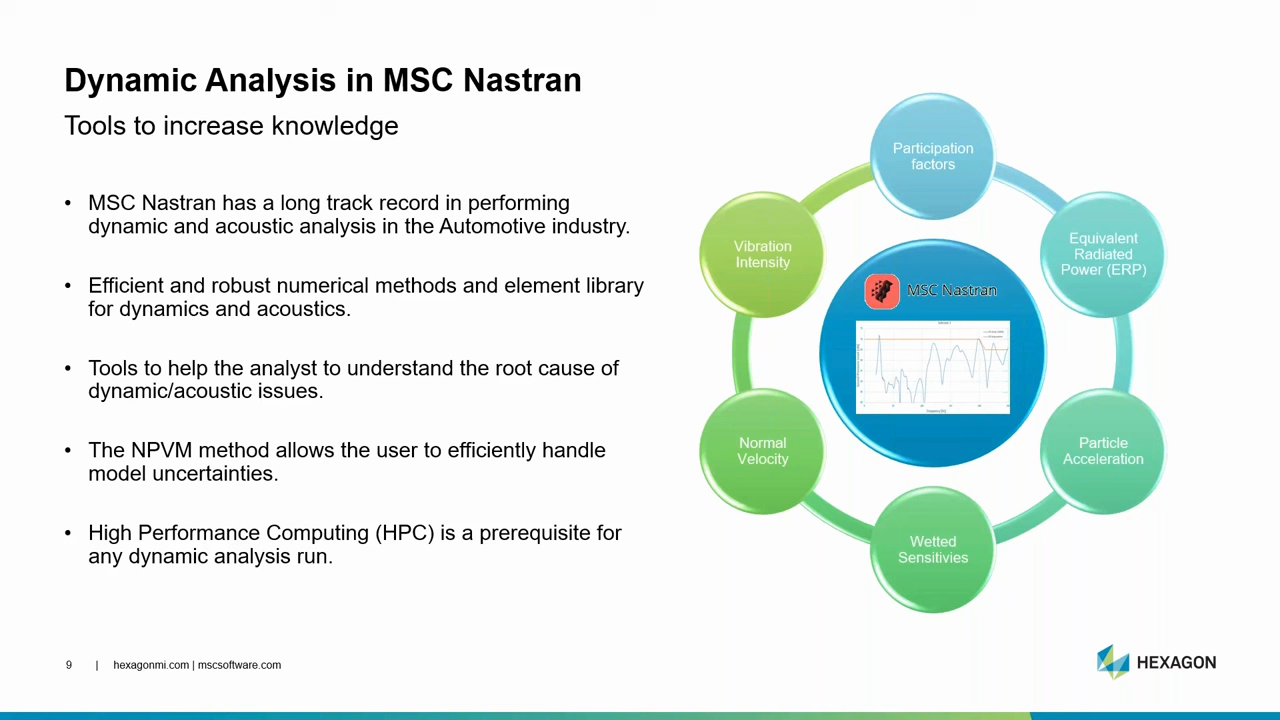 Dynamic Analysis in MSC Nastran
Tools to increase knowledge
• MSC Nastran has a long track record in performing
dynamic and acoustic analysis in the Automotive industry.
• Efficient and robust numerical methods and element library
for dynamics and acoustics.
• Tools to help the analyst to understand the root cause of
dynamic/acoustic issues.
• The NPVM method allows the user to efficiently handle
model uncertainties.
• High Performance Computing (HPC) is a prerequisite for
any dynamic analysis run.
Participation
factors
Equivalent
Radiated
Power (ERP)
Particle
Acceleration
Wetted
Sensitivies
Normal
Velocity
Vibration
Intensity
MSC Nastran
9 | hexagonmi.com | mscsoftware.com
HEXAGON